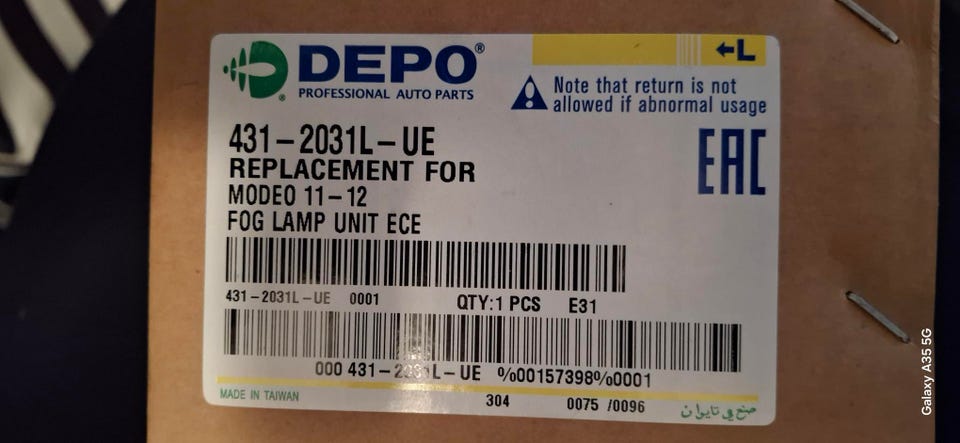 DEPO®
PROFESSIONAL AUTO PARTS
®
←L
Note that return is not
allowed if abnormal usage
431-2031L-UE
REPLACEMENT FOR
MODEO 11-12
FOG LAMP UNIT ECE
EAC
431-2031L-UE 0001 QTY:1 PCS E31
000 431-2031L-UE %00157398%0001
MADE IN TAIWAN
304 0075 /0096
صنع في تايوان
Galaxy A35 5G